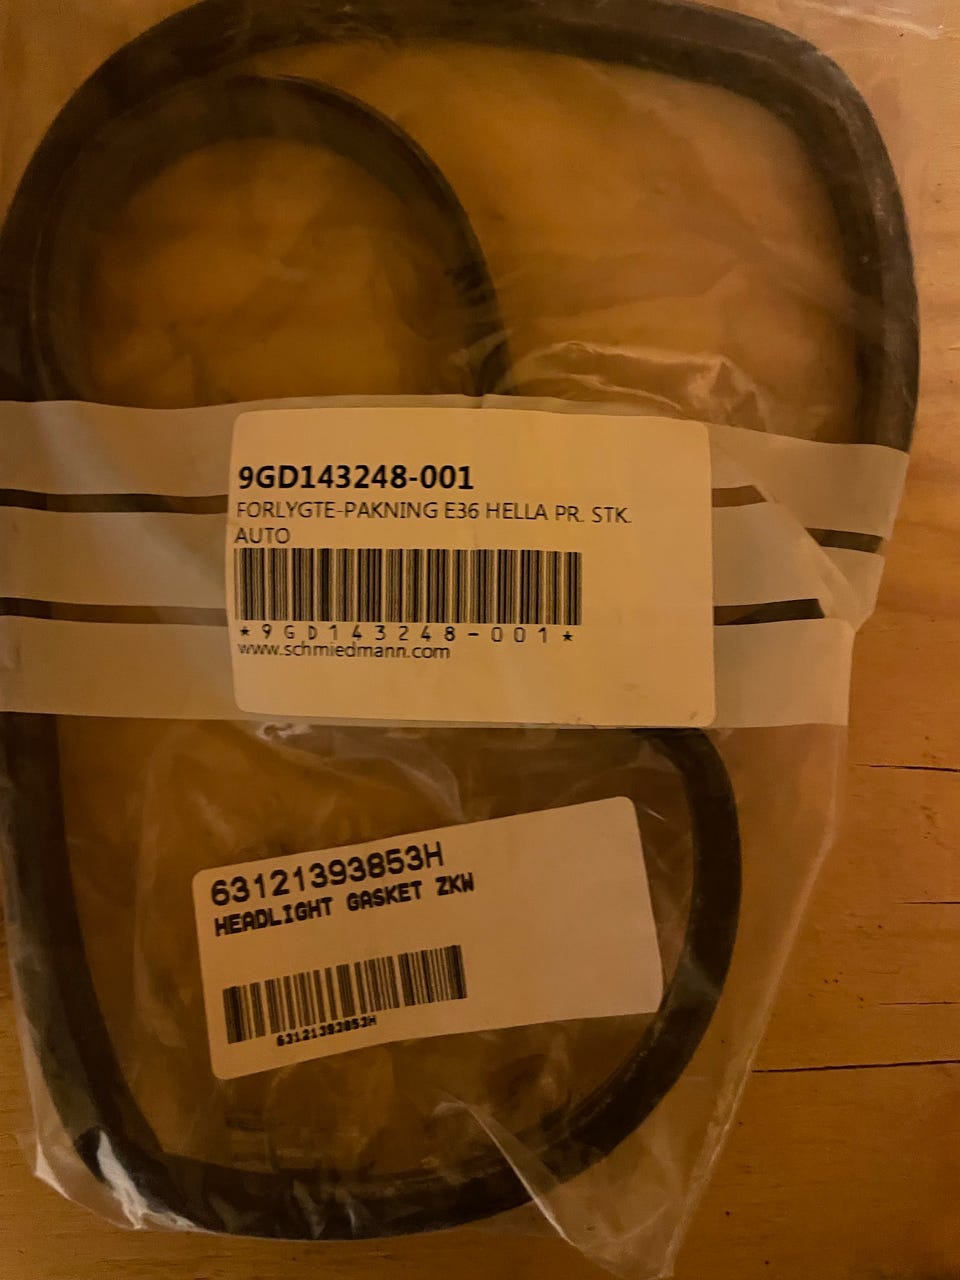 9GD143248-001
FORLYGTE-PAKNING E36 HELLA PR. STK.
AUTO
*9GD143248-001*
www.schmiedmann.com
63121393853H
HEADLIGHT GASKET ZKW
63121393853H